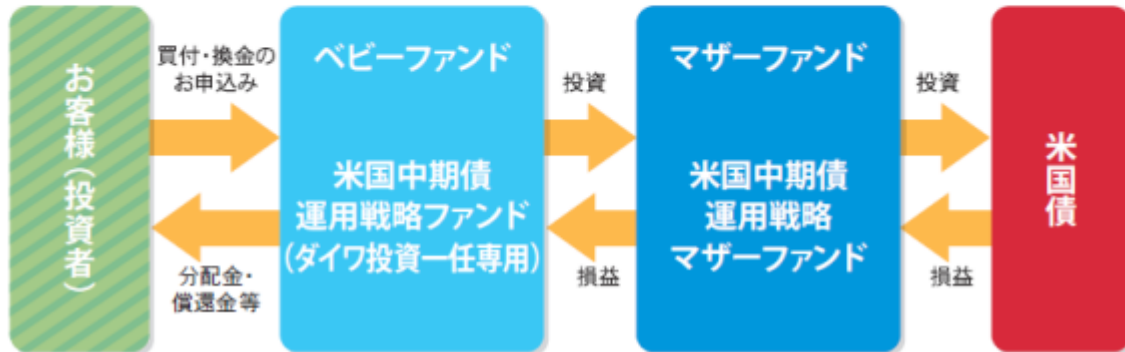 お客様（投資者）
買付・換金の
お申込み
分配金・
償還金等
ベビーファンド
米国中期債
運用戦略ファンド
（ダイワ投資一任専用）
投資
損益
マザーファンド
米国中期債
運用戦略
マザーファンド
投資
損益
米国債